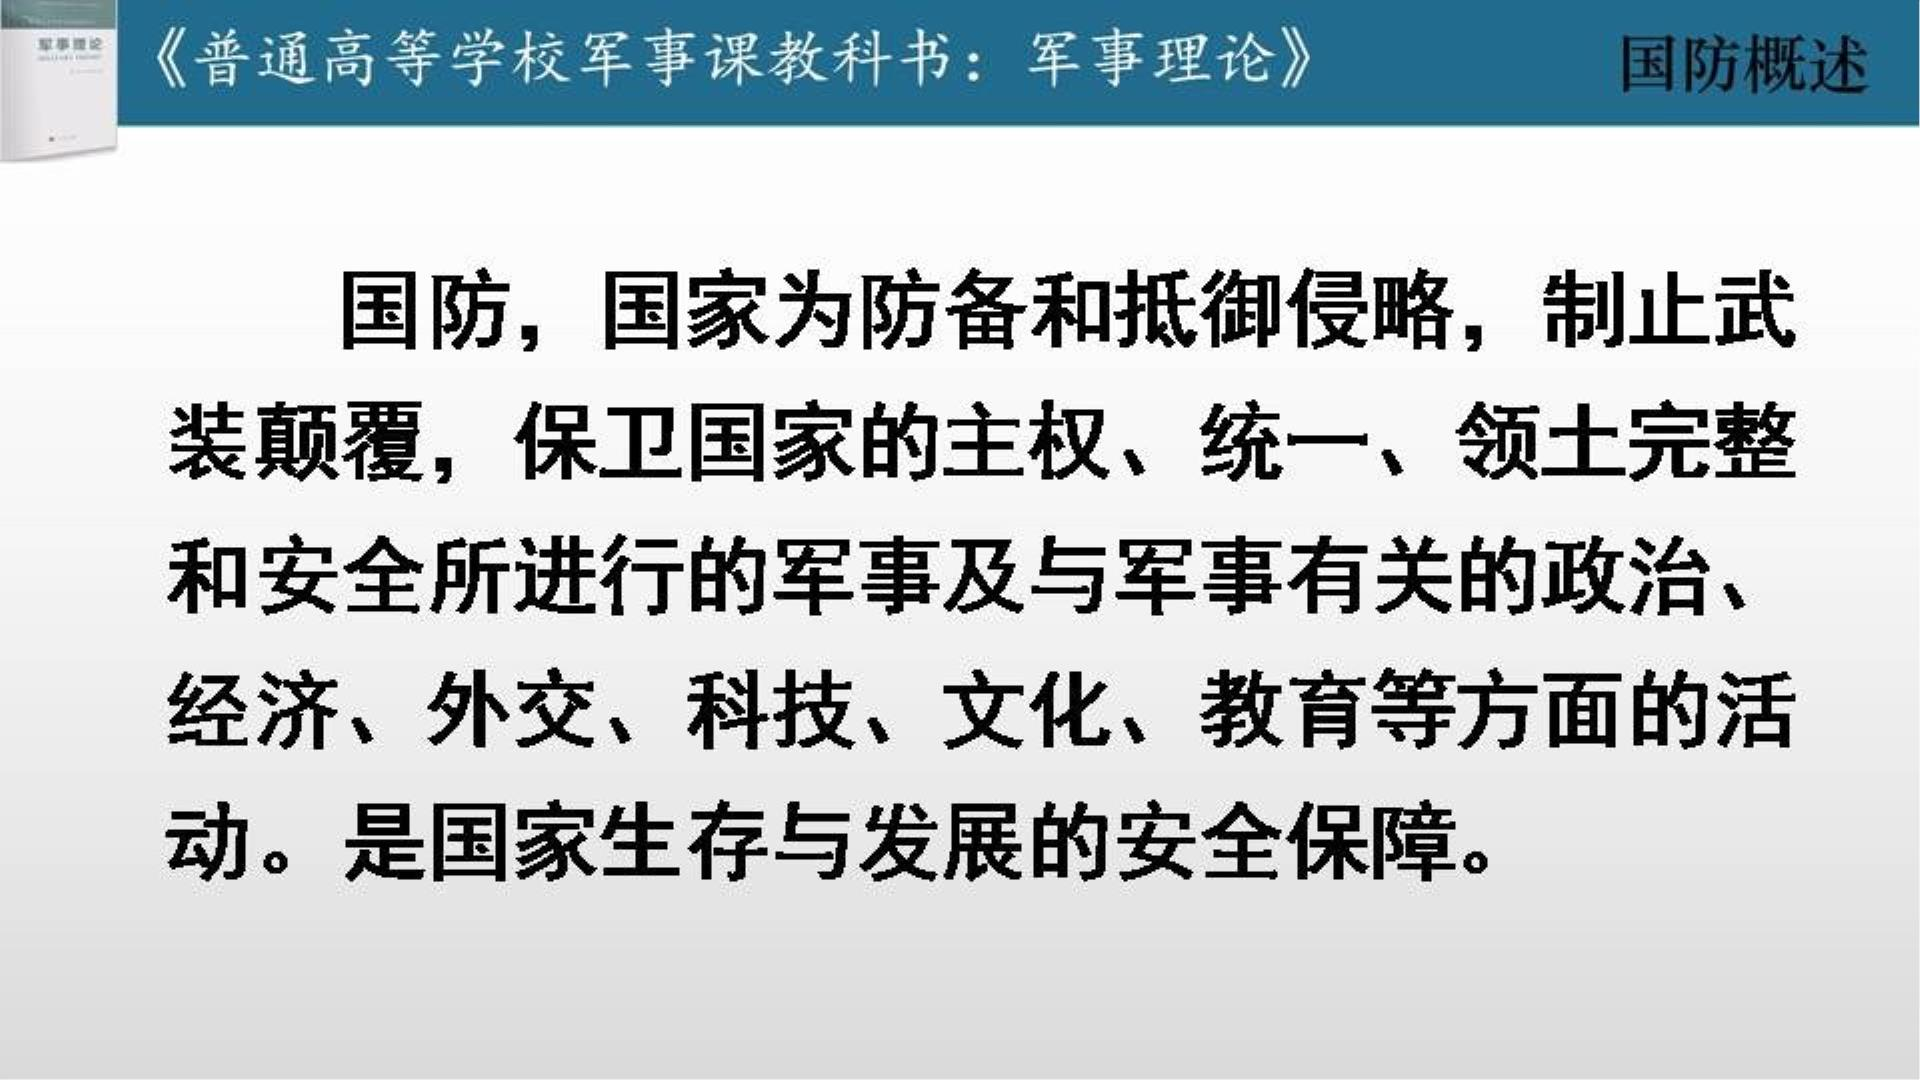 军事理论
《普通高等学校军事课教科书：军事理论》
国防概述
国防，国家为防备和抵御侵略，制止武
装颠覆，保卫国家的主权、统一、领土完整
和安全所进行的军事及与军事有关的政治、
经济、外交、科技、文化、教育等方面的活
动。是国家生存与发展的安全保障。